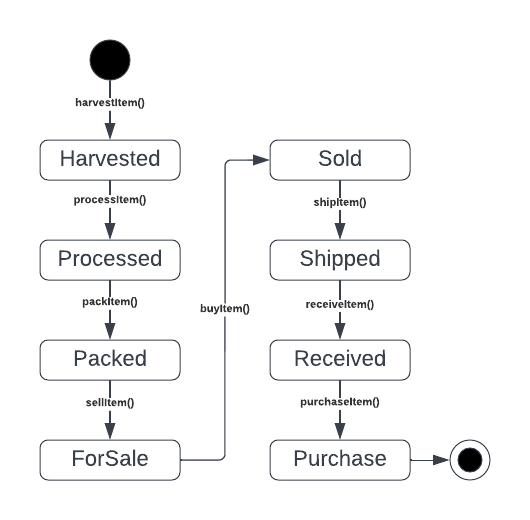 harvestItem()
Harvested
processItem()
Processed
packItem()
Packed
sellItem()
ForSale
buyItem()
Sold
shipItem()
Shipped
receiveItem()
Received
purchaseItem()
Purchase